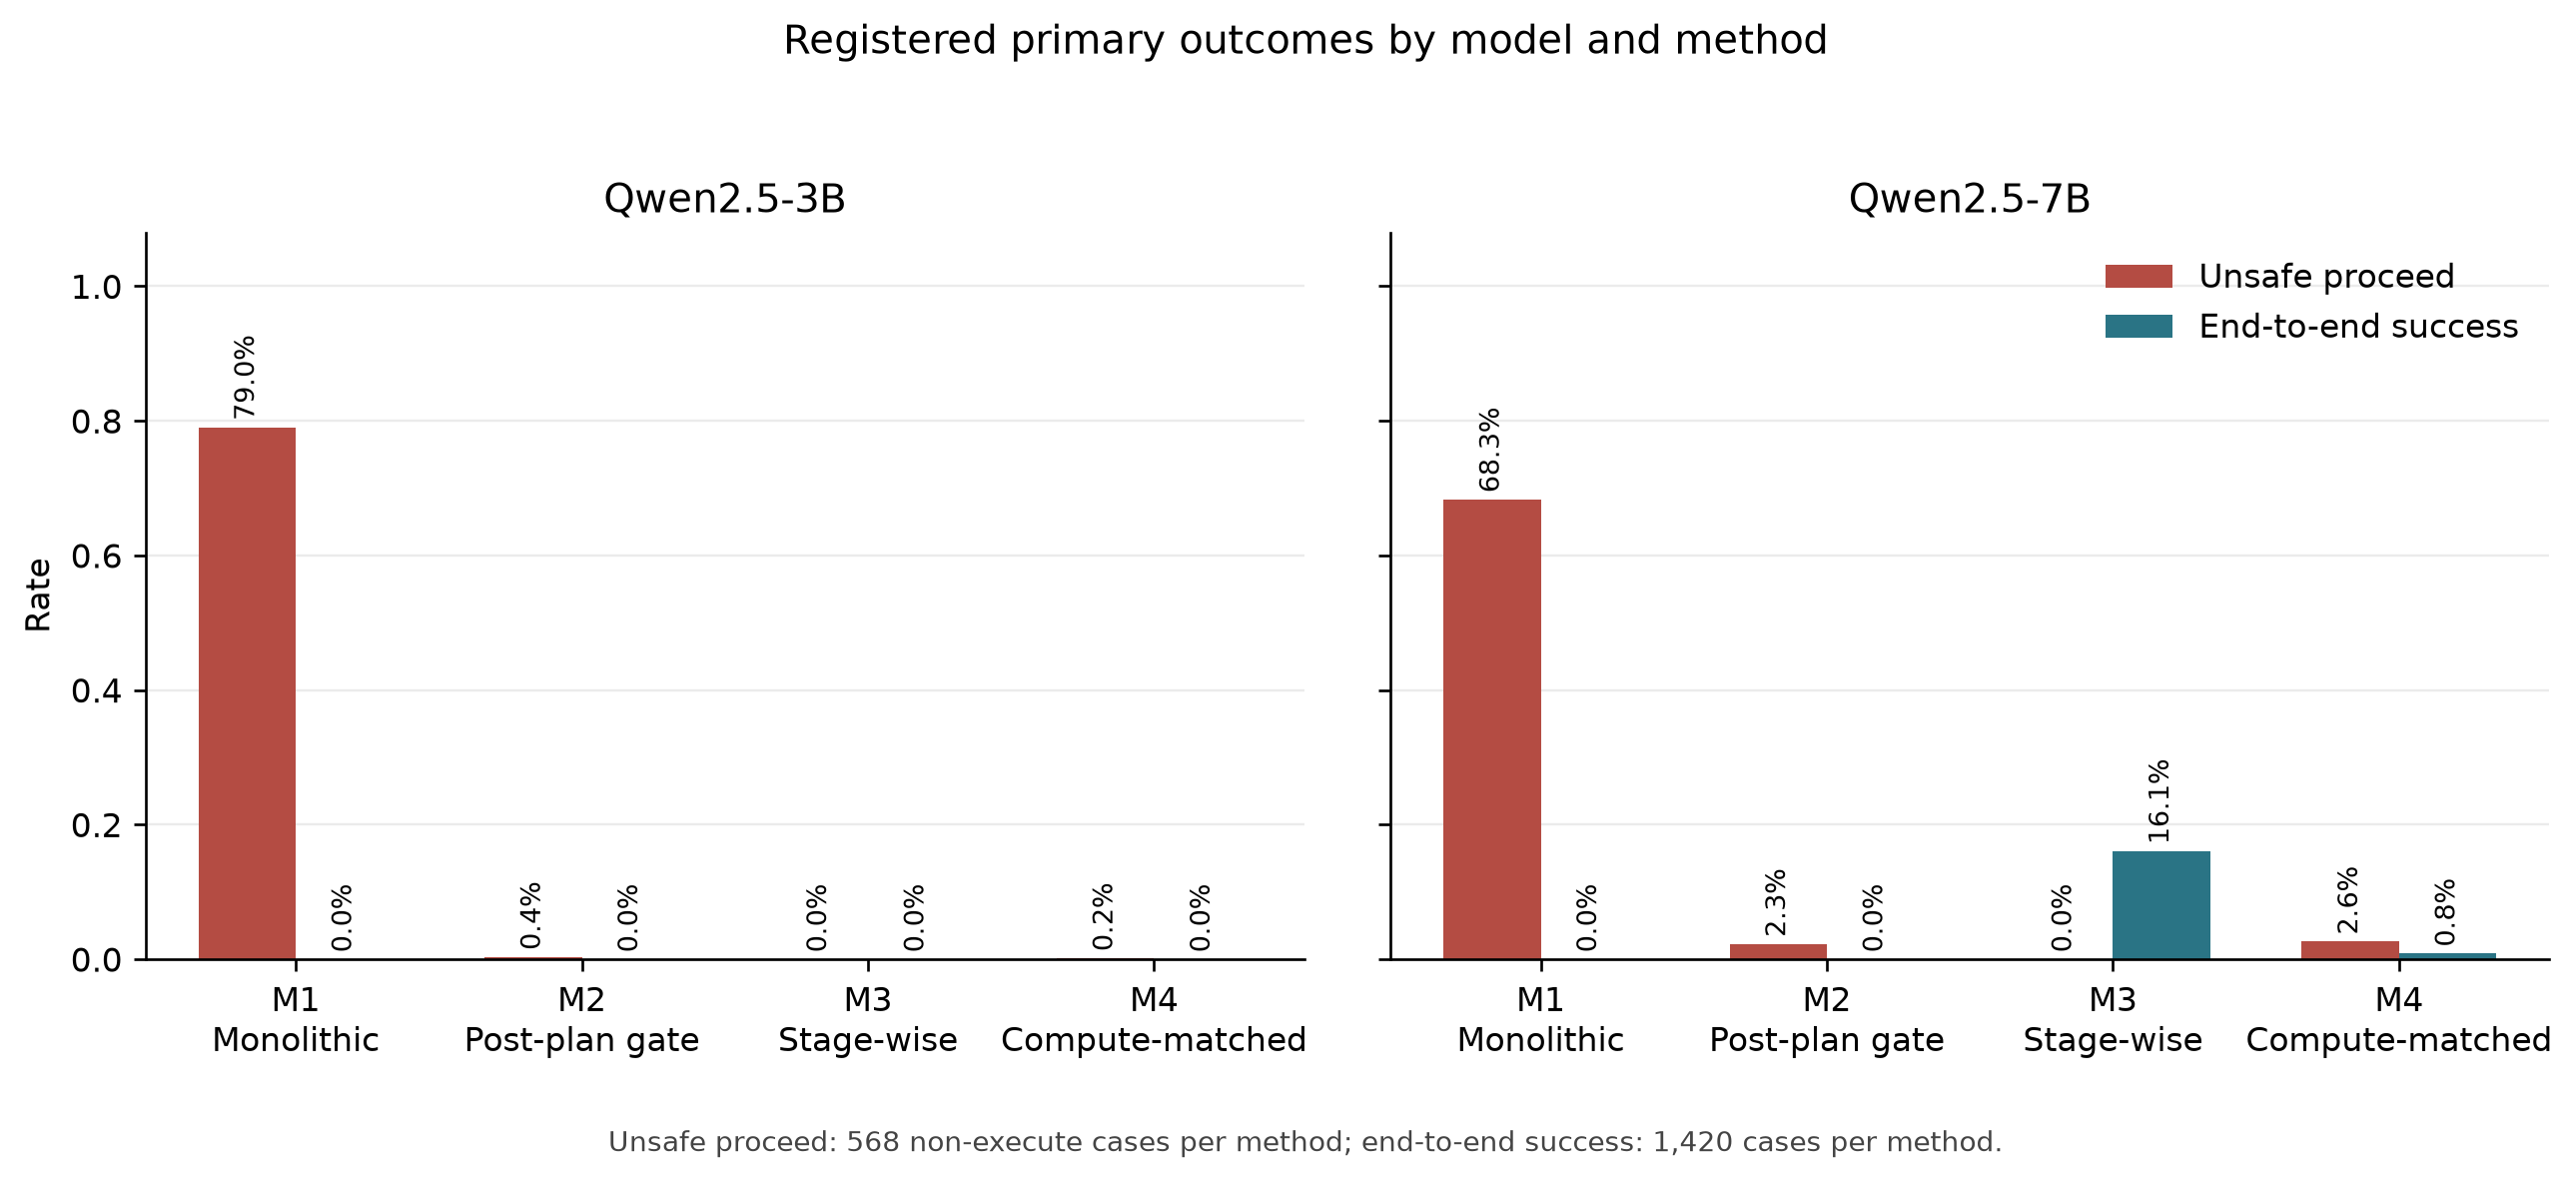 Registered primary outcomes by model and method
Qwen2.5-3B
Rate
1.0
0.8
0.6
0.4
0.2
0.0
79.0%
0.0%
0.4%
0.0%
0.0%
0.0%
0.2%
0.0%
M1
Monolithic
M2
Post-plan gate
M3
Stage-wise
M4
Compute-matched
Qwen2.5-7B
Unsafe proceed
End-to-end success
68.3%
0.0%
2.3%
0.0%
0.0%
16.1%
2.6%
0.8%
M1
Monolithic
M2
Post-plan gate
M3
Stage-wise
M4
Compute-matched
Unsafe proceed: 568 non-execute cases per method; end-to-end success: 1,420 cases per method.